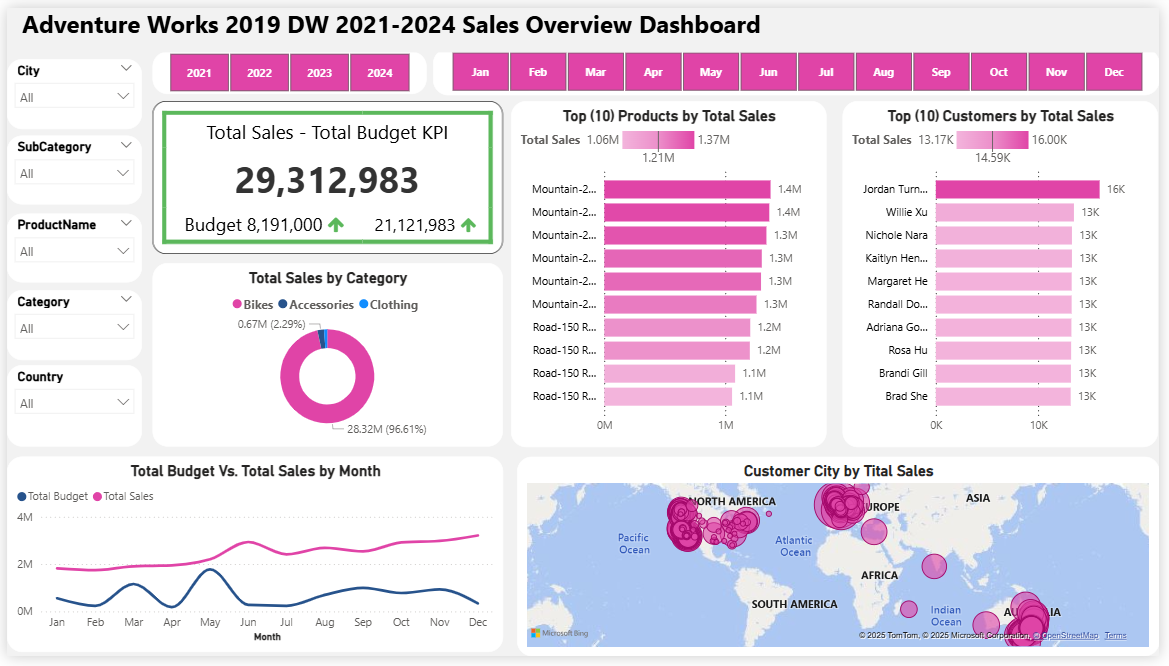 Adventure Works 2019 DW 2021-2024 Sales Overview Dashboard
City
All
SubCategory
All
ProductName
All
Category
All
Country
All
2021 2022 2023 2024
Jan Feb Mar Apr May Jun Jul Aug Sep Oct Nov Dec
Total Sales - Total Budget KPI
29,312,983
Budget 8,191,000 21,121,983
Total Sales by Category
Bikes Accessories Clothing
0.67M (2.29%)
28.32M (96.61%)
Top (10) Products by Total Sales
Total Sales 1.06M 1.37M
1.21M
Mountain-2... 1.4M
Mountain-2... 1.4M
Mountain-2... 1.3M
Mountain-2... 1.3M
Mountain-2... 1.3M
Mountain-2... 1.3M
Road-150 R... 1.2M
Road-150 R... 1.2M
Road-150 R... 1.1M
Road-150 R... 1.1M
0M 1M
Top (10) Customers by Total Sales
Total Sales 13.17K 16.00K
14.59K
Jordan Turn... 16K
Willie Xu 13K
Nichole Nara 13K
Kaitlyn Hen... 13K
Margaret He 13K
Randall Do... 13K
Adriana Go... 13K
Rosa Hu 13K
Brandi Gill 13K
Brad She 13K
0K 10K
Total Budget Vs. Total Sales by Month
Total Budget Total Sales
4M
2M
0M
Jan Feb Mar Apr May Jun Jul Aug Sep Oct Nov Dec
Month
Customer City by Tital Sales
NORTH AMERICA
UROPE
ASIA
Pacific
Ocean
Atlantic
Ocean
AFRICA
SOUTH AMERICA
Indian
Ocean
AU IA
Microsoft Bing
© 2025 TomTom, © 2025 Microsoft Corporation, © OpenStreetMap Terms